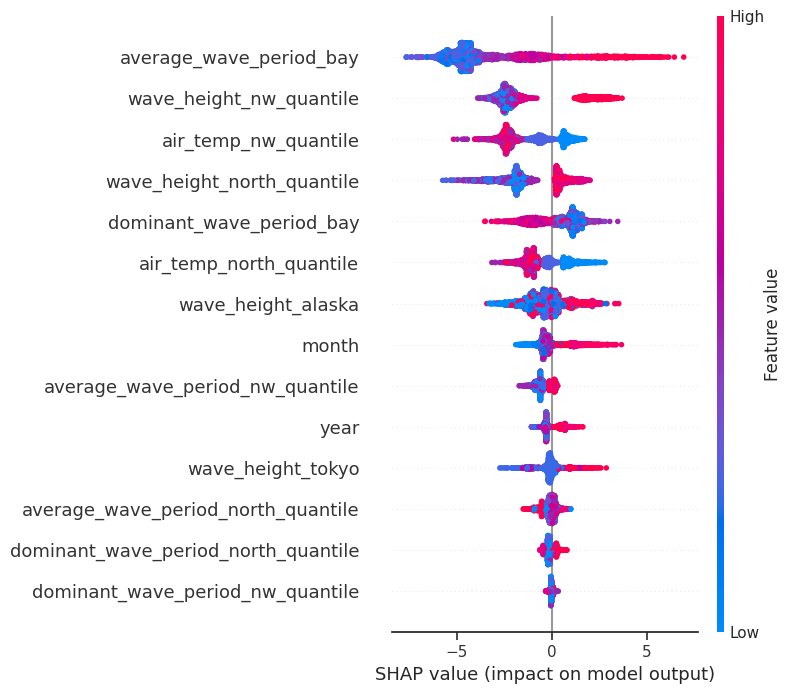 High
average_wave_period_bay
wave_height_nw_quantile
air_temp_nw_quantile
wave_height_north_quantile
dominant_wave_period_bay
air_temp_north_quantile
wave_height_alaska
month
average_wave_period_nw_quantile
year
wave_height_tokyo
average_wave_period_north_quantile
dominant_wave_period_north_quantile
dominant_wave_period_nw_quantile
Feature value
Low
−5 0 5
SHAP value (impact on model output)